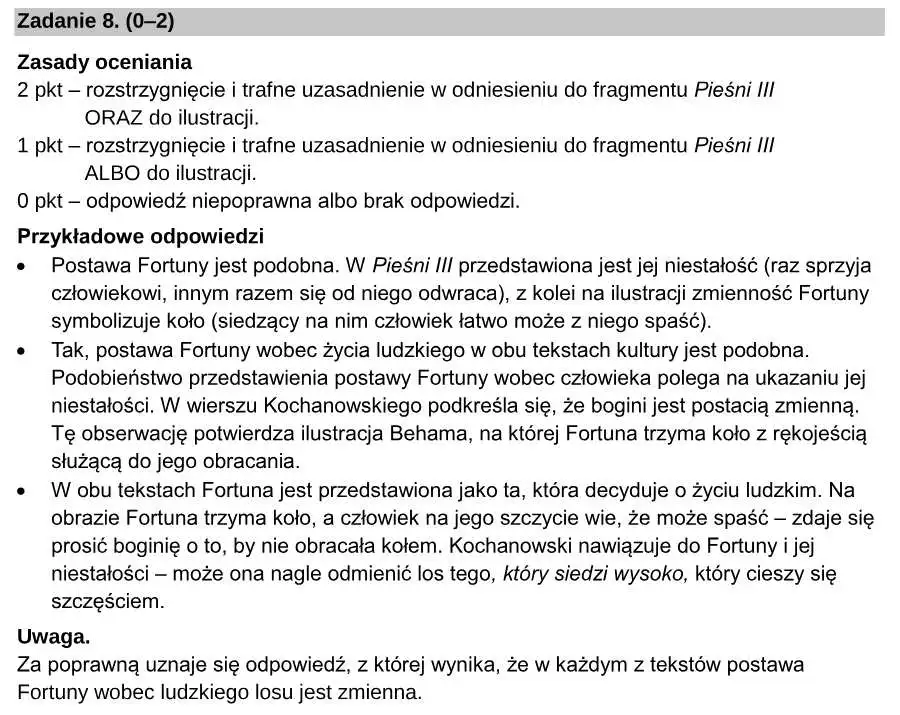 Zadanie 8. (0–2)
Zasady oceniania
2 pkt – rozstrzygnięcie i trafne uzasadnienie w odniesieniu do fragmentu Pieśni III
ORAZ do ilustracji.
1 pkt – rozstrzygnięcie i trafne uzasadnienie w odniesieniu do fragmentu Pieśni III
ALBO do ilustracji.
0 pkt – odpowiedź niepoprawna albo brak odpowiedzi.
Przykładowe odpowiedzi
• Postawa Fortuny jest podobna. W Pieśni III przedstawiona jest jej niestałość (raz sprzyja
człowiekowi, innym razem się od niego odwraca), z kolei na ilustracji zmienność Fortuny
symbolizuje koło (siedzący na nim człowiek łatwo może z niego spaść).
• Tak, postawa Fortuny wobec życia ludzkiego w obu tekstach kultury jest podobna.
Podobieństwo przedstawienia postawy Fortuny wobec człowieka polega na ukazaniu jej
niestałości. W wierszu Kochanowskiego podkreśla się, że bogini jest postacią zmienną.
Tę obserwację potwierdza ilustracja Behama, na której Fortuna trzyma koło z rękojeścią
służącą do jego obracania.
• W obu tekstach Fortuna jest przedstawiona jako ta, która decyduje o życiu ludzkim. Na
obrazie Fortuna trzyma koło, a człowiek na jego szczycie wie, że może spaść – zdaje się
prosić boginię o to, by nie obracała kołem. Kochanowski nawiązuje do Fortuny i jej
niestałości – może ona nagle odmienić los tego, który siedzi wysoko, który cieszy się
szczęściem.
Uwaga.
Za poprawną uznaje się odpowiedź, z której wynika, że w każdym z tekstów postawa
Fortuny wobec ludzkiego losu jest zmienna.